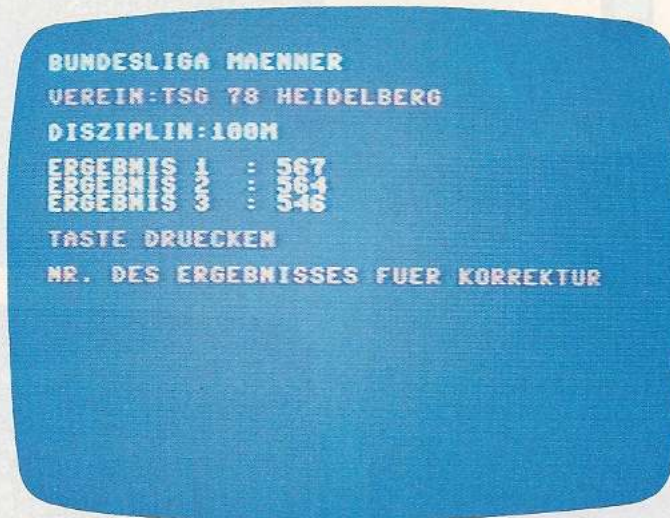 BUNDESLIGA MAENNER
VEREIN:TSG 78 HEIDELBERG
DISZIPLIN:100M
ERGEBNIS 1 : 567
ERGEBNIS 2 : 564
ERGEBNIS 3 : 546
TASTE DRUECKEN
NR. DES ERGEBNISSES FUER KORREKTUR